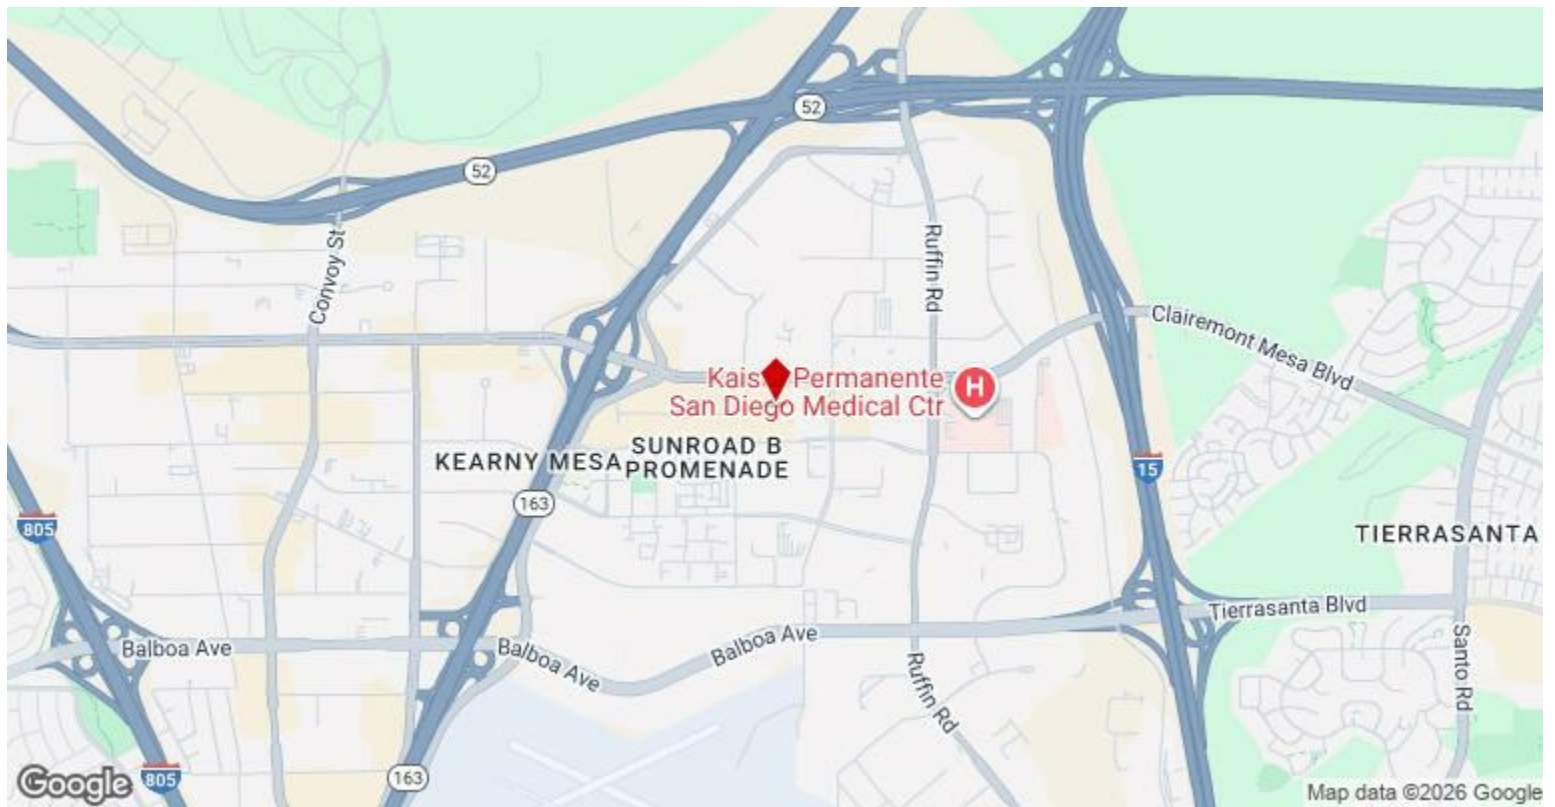 52
52
Convoy St
Ruffin Rd
Clairemont Mesa Blvd
Permanente
San Diego Medical Ctr
H
SUNROAD B
KEARNY MESA
PROMENADE
15
163
805
TIERRASANTA
Tierrasanta Blvd
Balboa Ave
Balboa Ave
Balboa Ave
Ruffin Rd
Santo Rd
Google
805
163
Map data ©2026 Google